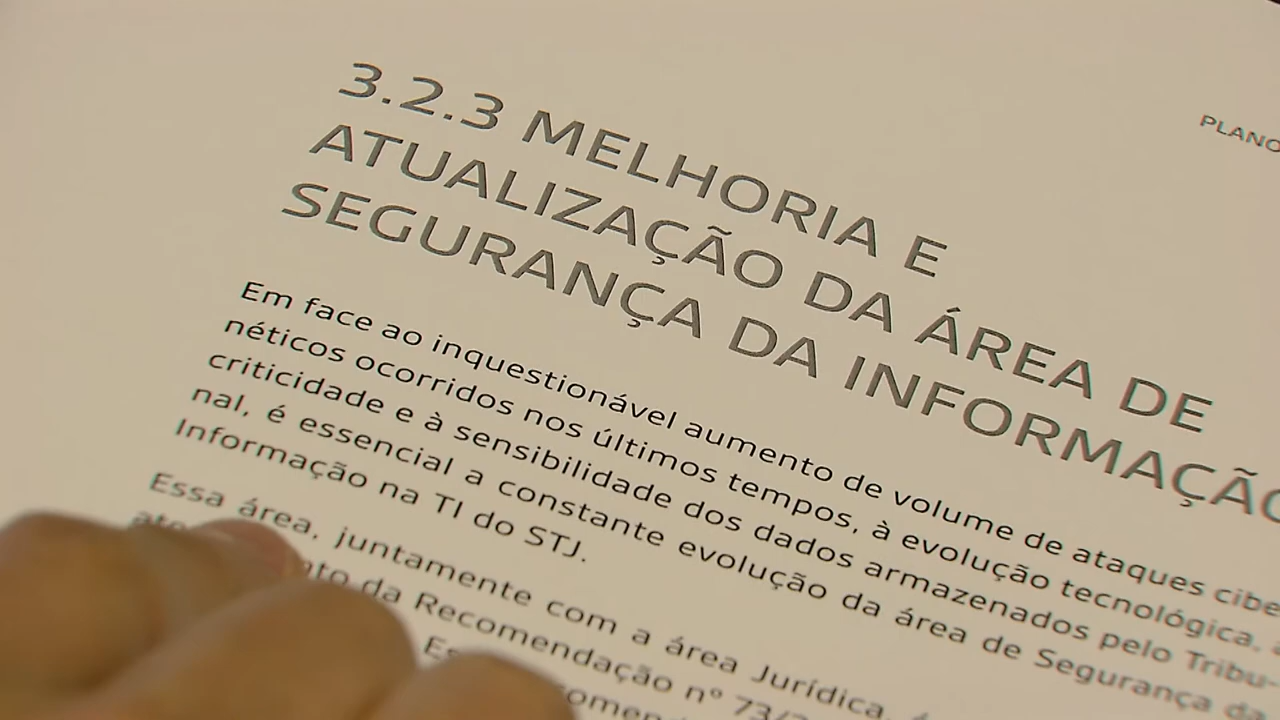 PLANO
3.2.3 MELHORIA E
ATUALIZAÇÃO DA ÁREA DE
SEGURANÇA DA INFORMAÇÃO
Em face ao inquestionável aumento de volume de ataques ciber
néticos ocorridos nos últimos tempos, à evolução tecnológica,
criticidade e à sensibilidade dos dados armazenados pelo Tribu-
nal, é essencial a constante evolução da área de Segurança da
Informação na TI do STJ.
Essa área, juntamente com a área Jurídica,
da Recomendação nº 73/